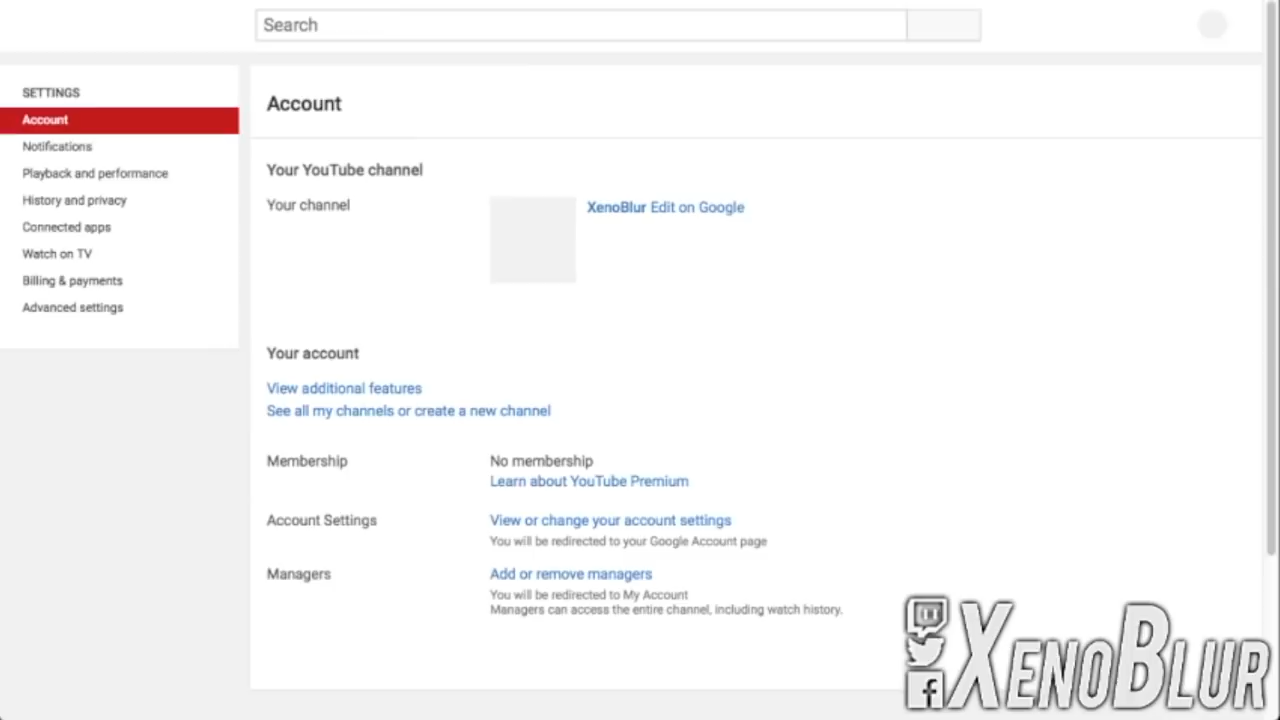 Search
SETTINGS
Account
Notifications
Playback and performance
History and privacy
Connected apps
Watch on TV
Billing & payments
Advanced settings
Account
Your YouTube channel
Your channel
XenoBlur Edit on Google
Your account
View additional features
See all my channels or create a new channel
Membership
No membership
Learn about YouTube Premium
Account Settings
View or change your account settings
You will be redirected to your Google Account page
Managers
Add or remove managers
You will be redirected to My Account
Managers can access the entire channel, including watch history.
XENOBLUR